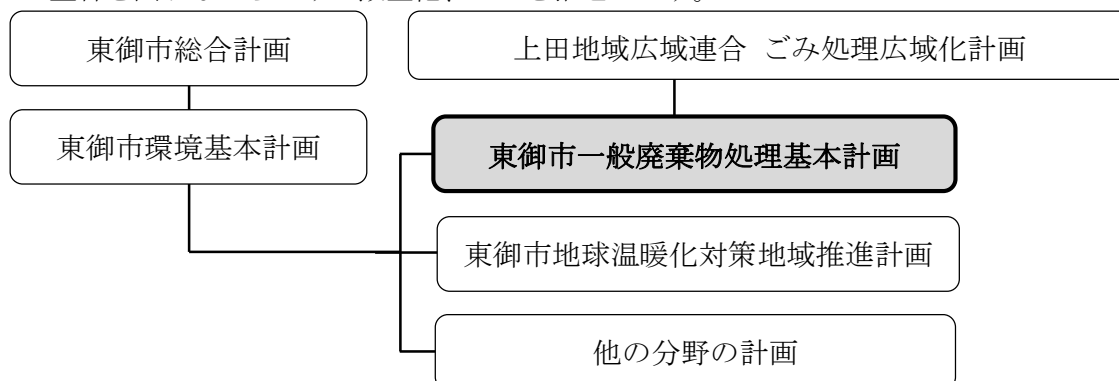 東御市総合計画
上田地域広域連合 ごみ処理広域化計画
東御市環境基本計画
東御市一般廃棄物処理基本計画
東御市地球温暖化対策地域推進計画
他の分野の計画